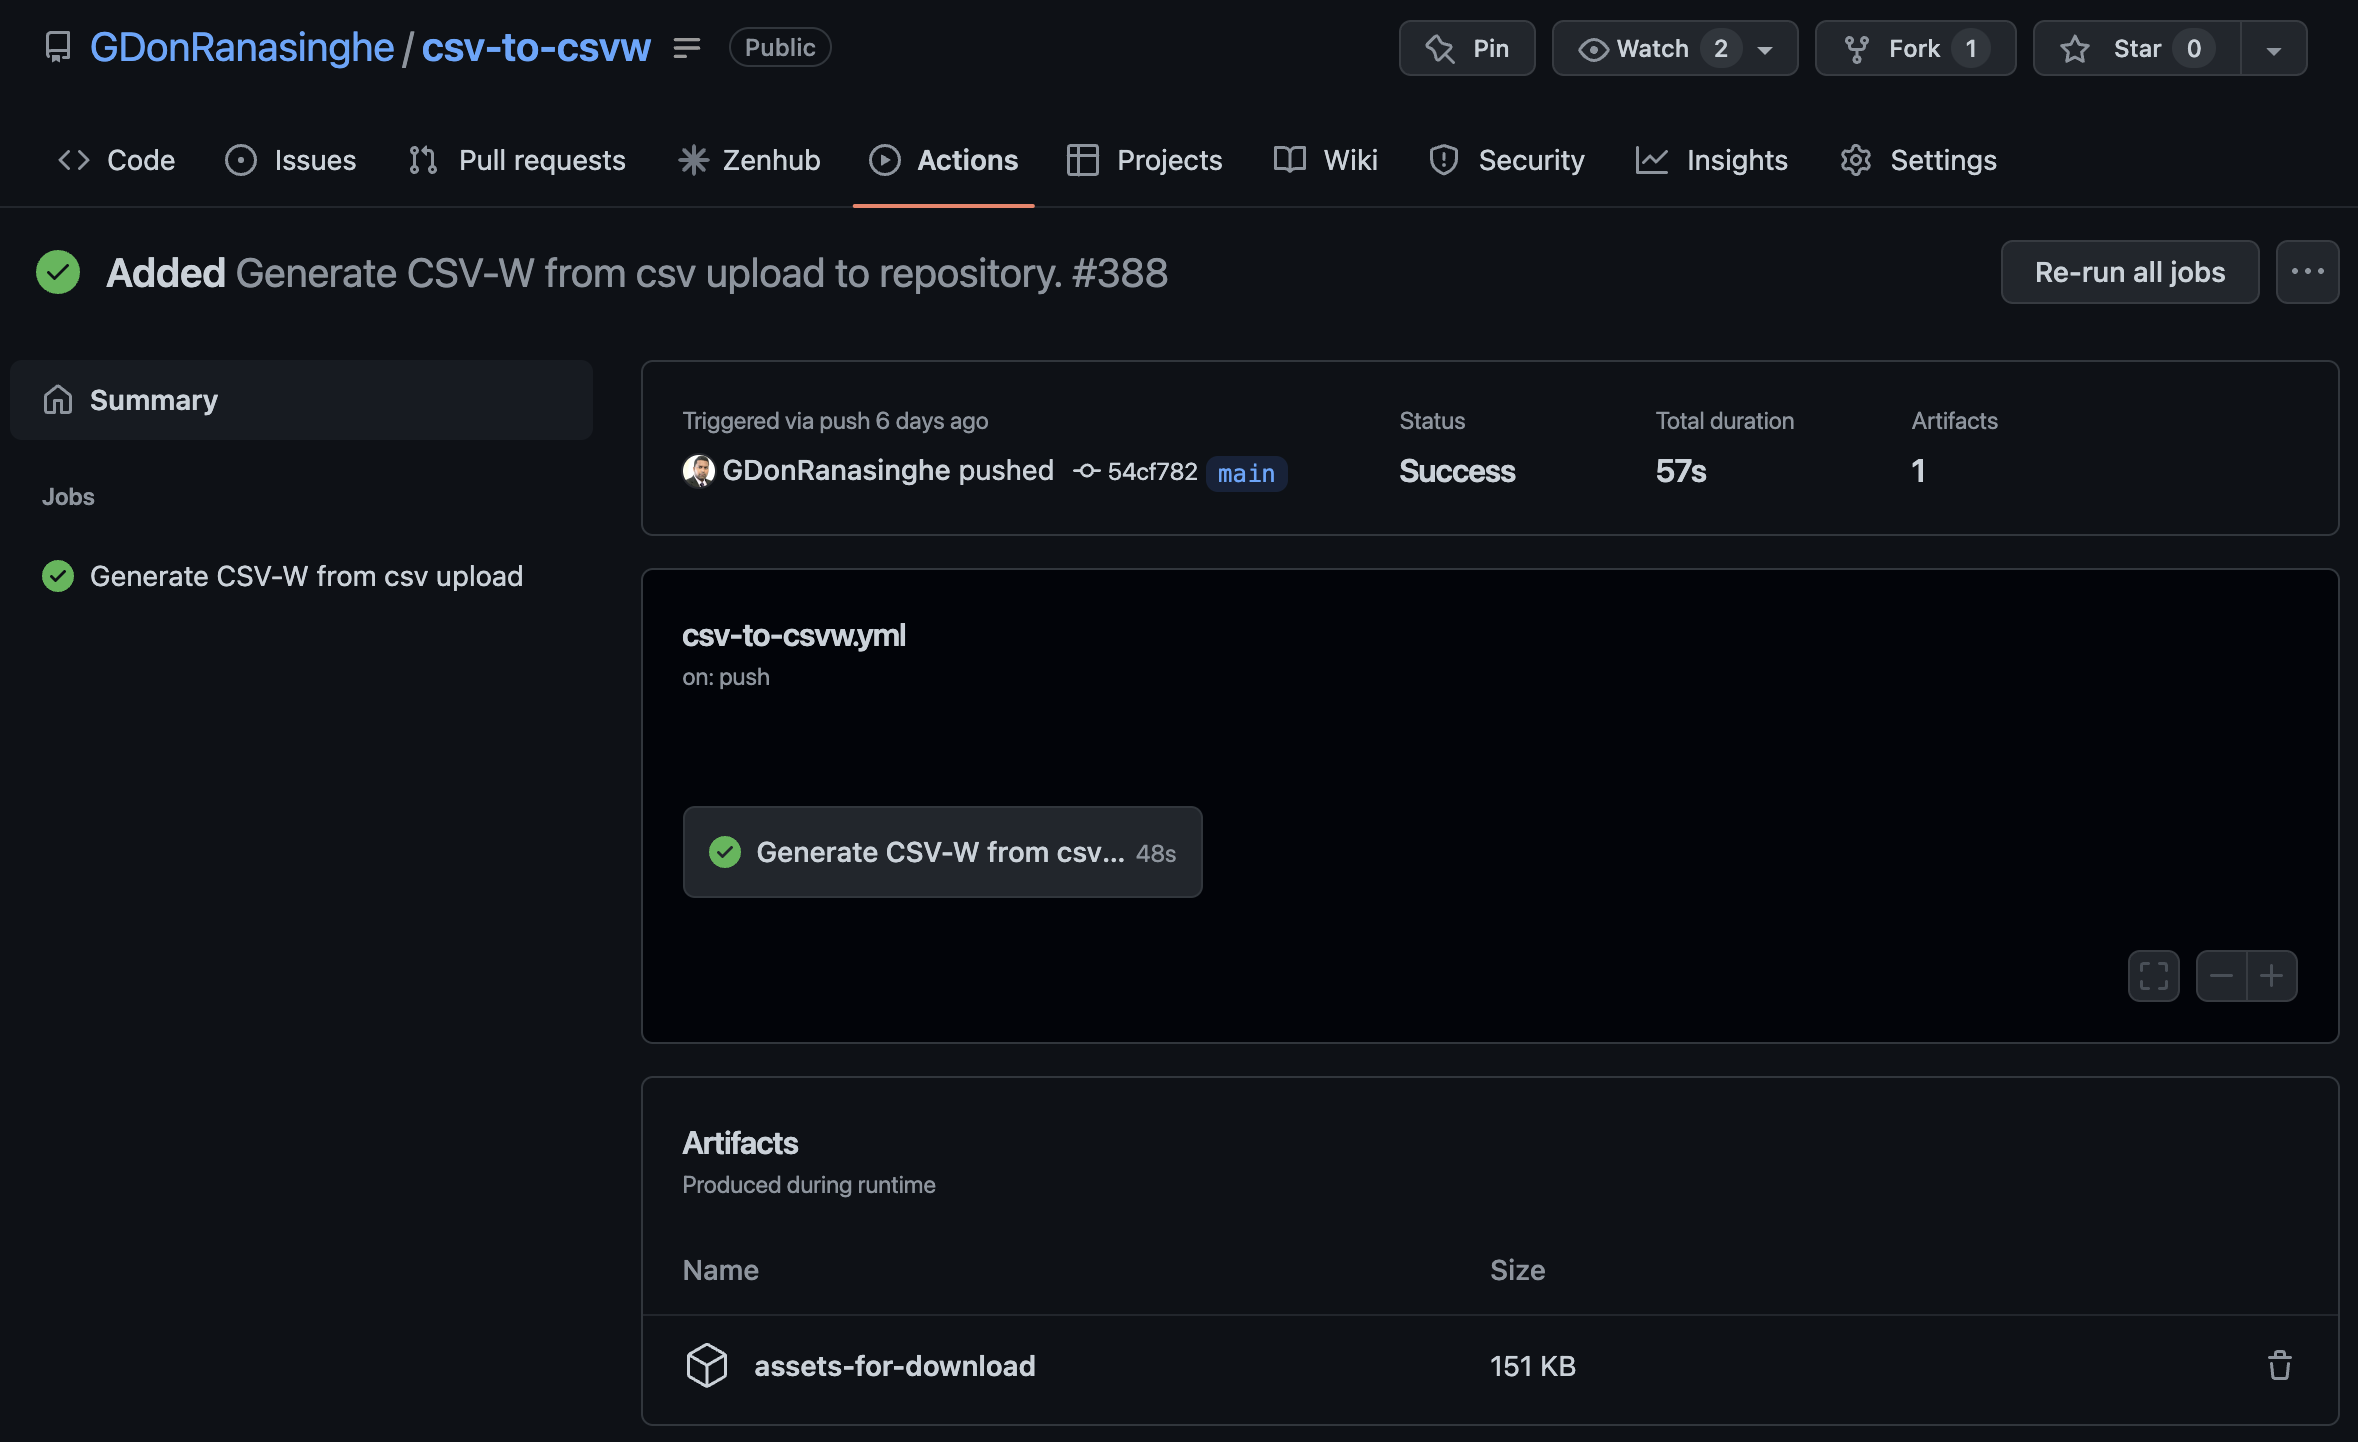 GDonRanasinghe / csv-to-csvw Public Pin Watch 2 Fork 1 Star 0
Code Issues Pull requests Zenhub Actions Projects Wiki Security Insights Settings
Added Generate CSV-W from csv upload to repository. #388 Re-run all jobs
Summary
Jobs
Generate CSV-W from csv upload
Triggered via push 6 days ago Status Total duration Artifacts
GDonRanasinghe pushed 54cf782 main Success 57s 1
csv-to-csvw.yml
on: push
Generate CSV-W from csv... 48s
Artifacts
Produced during runtime
Name Size
assets-for-download 151 KB